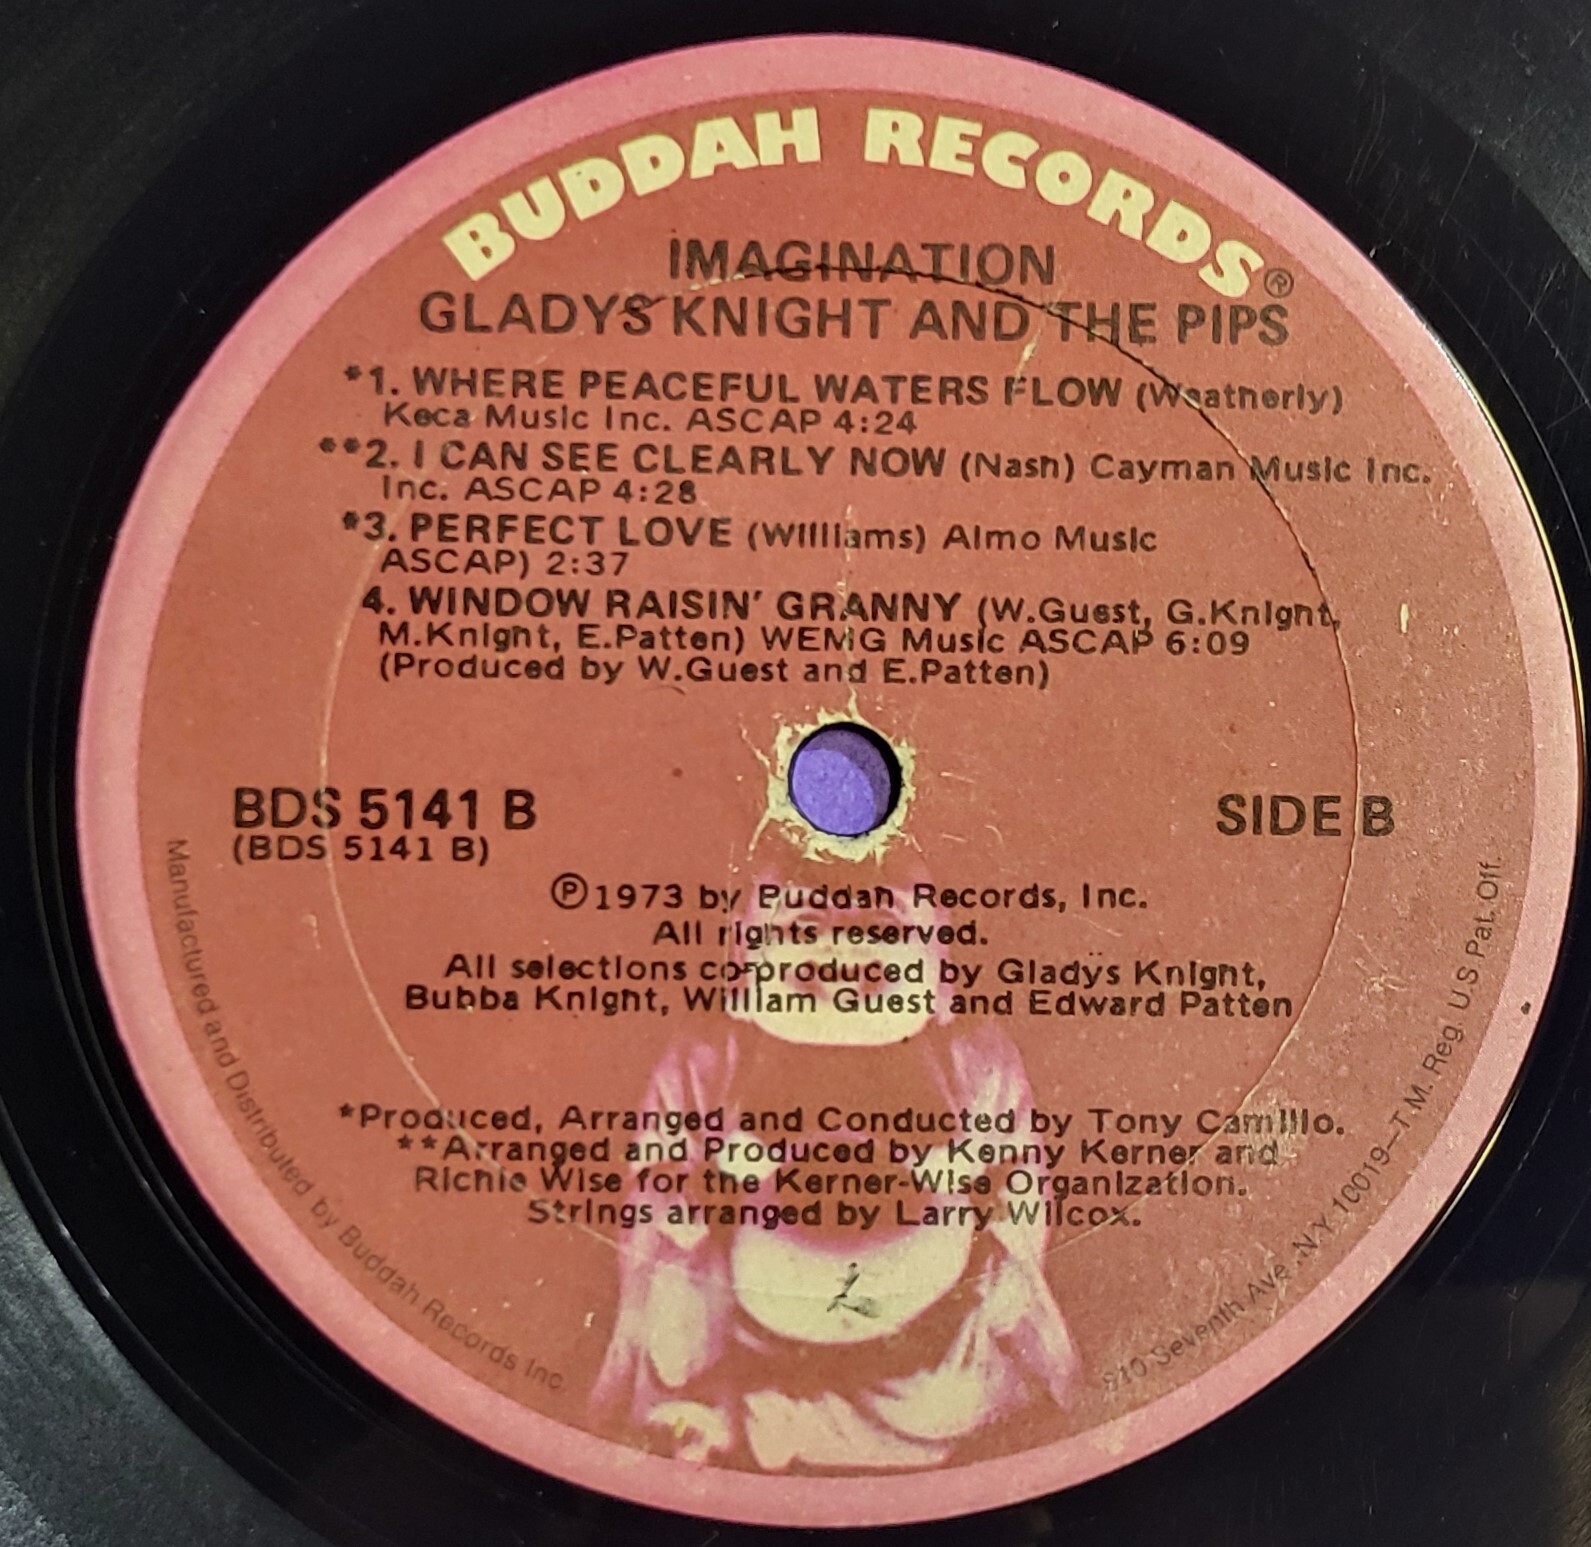 BUDDAH RECORDS®
IMAGINATION
GLADYS KNIGHT AND THE PIPS
*1. WHERE PEACEFUL WATERS FLOW (Weatherly)
Keca Music Inc. ASCAP 4:24
**2. I CAN SEE CLEARLY NOW (Nash) Cayman Music Inc.
Inc. ASCAP 4:28
*3. PERFECT LOVE (Williams) Almo Music
ASCAP) 2:37
4. WINDOW RAISIN' GRANNY (W.Guest, G.Knight,
M.Knight, E.Patten) WEMG Music ASCAP 6:09
(Produced by W.Guest and E.Patten)
BDS 5141 B
(BDS 5141 B)
SIDE B
℗1973 by Buddah Records, Inc.
All rights reserved.
All selections co-produced by Gladys Knight,
Bubba Knight, William Guest and Edward Patten
*Produced, Arranged and Conducted by Tony Camillo.
**Arranged and Produced by Kenny Kerner and
Richie Wise for the Kerner-Wise Organization.
Strings arranged by Larry Wilcox.
Manufactured and Distributed by Buddah Records Inc.
810 Seventh Ave., N.Y. 10019–T.M. Reg. U.S. Pat. Off.